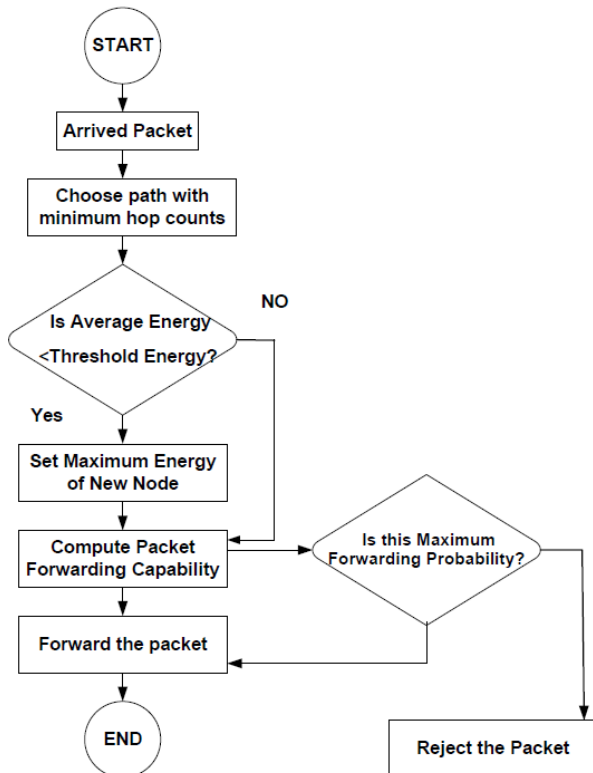 START
Arrived Packet
Choose path with
minimum hop counts
NO
Is Average Energy
<Threshold Energy?
Yes
Set Maximum Energy
of New Node
Compute Packet
Forwarding Capability
Is this Maximum
Forwarding Probability?
Forward the packet
END
Reject the Packet